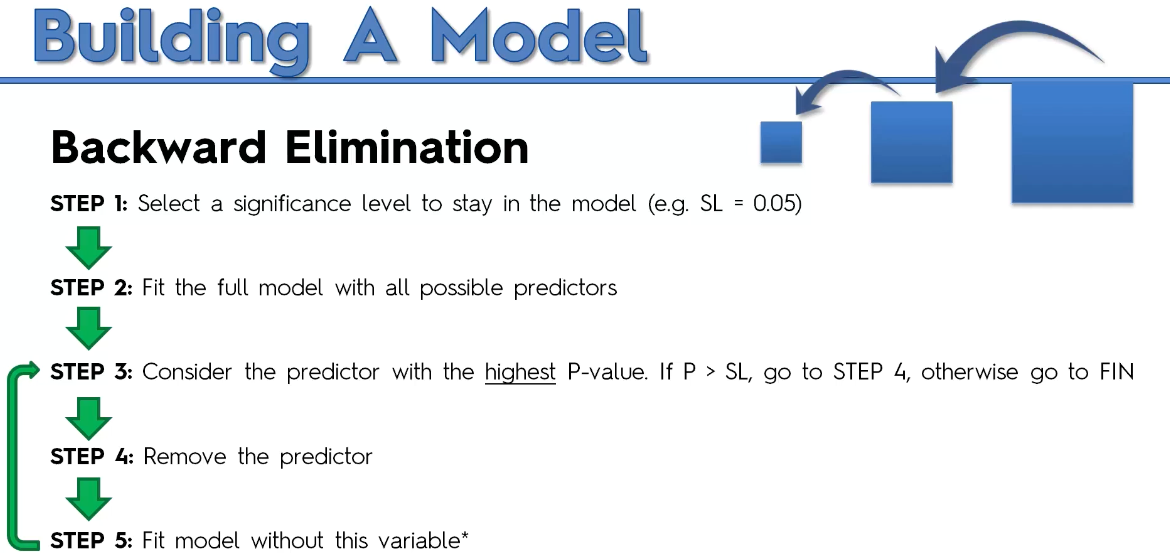 Building A Model
Backward Elimination
STEP 1: Select a significance level to stay in the model (e.g. SL = 0.05)
STEP 2: Fit the full model with all possible predictors
STEP 3: Consider the predictor with the highest P-value. If P > SL, go to STEP 4, otherwise go to FIN
STEP 4: Remove the predictor
STEP 5: Fit model without this variable*